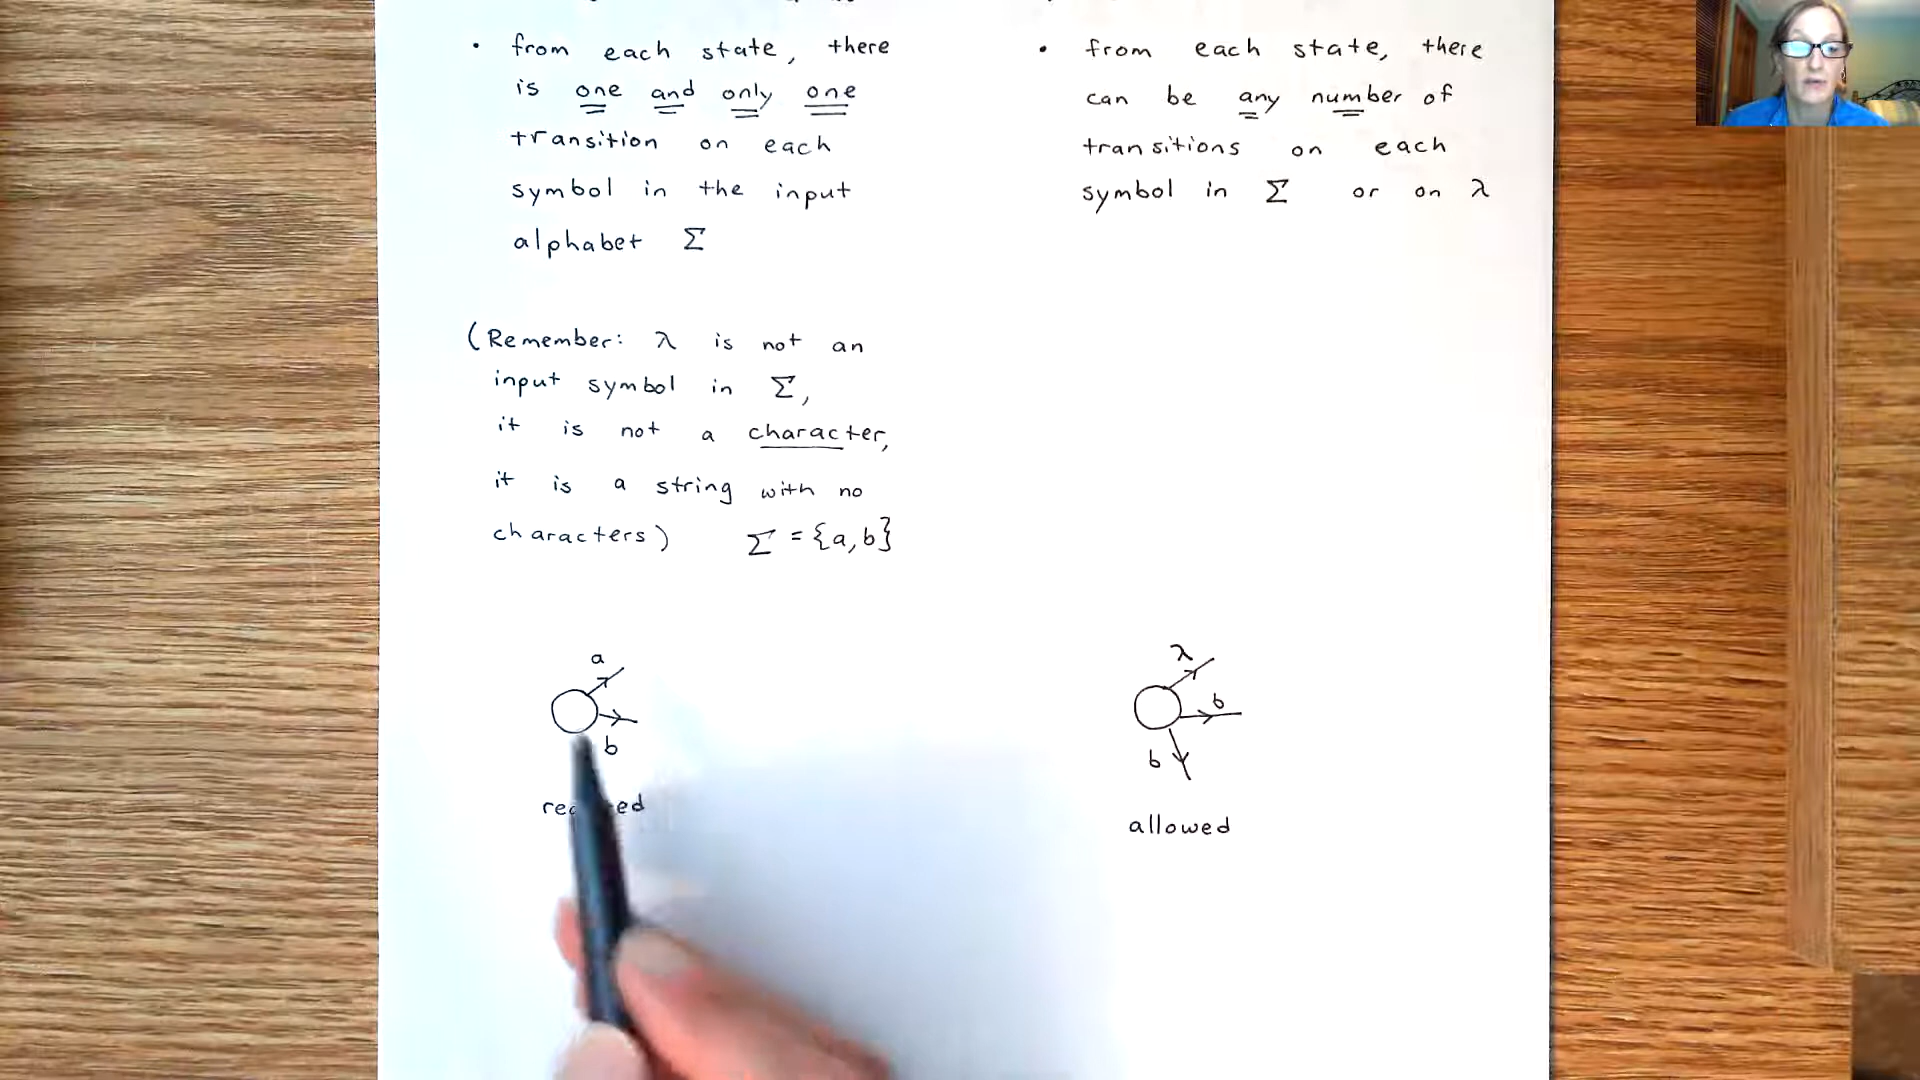 • from each state, there
is one and only one
transition on each
symbol in the input
alphabet Σ
(Remember: λ is not an
input symbol in Σ,
it is not a character,
it is a string with no
characters) Σ = {a, b}
a
b
• from each state, there
can be any number of
transitions on each
symbol in Σ or on λ
λ
b
b
allowed